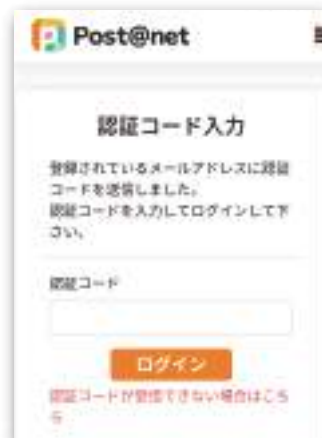 Post@net
認証コード入力
登録されているメールアドレスに認証
コードを送信しました。
認証コードを入力してログインして下
さい。
認証コード
ログイン
認証コードが受信できない場合はこち
ら